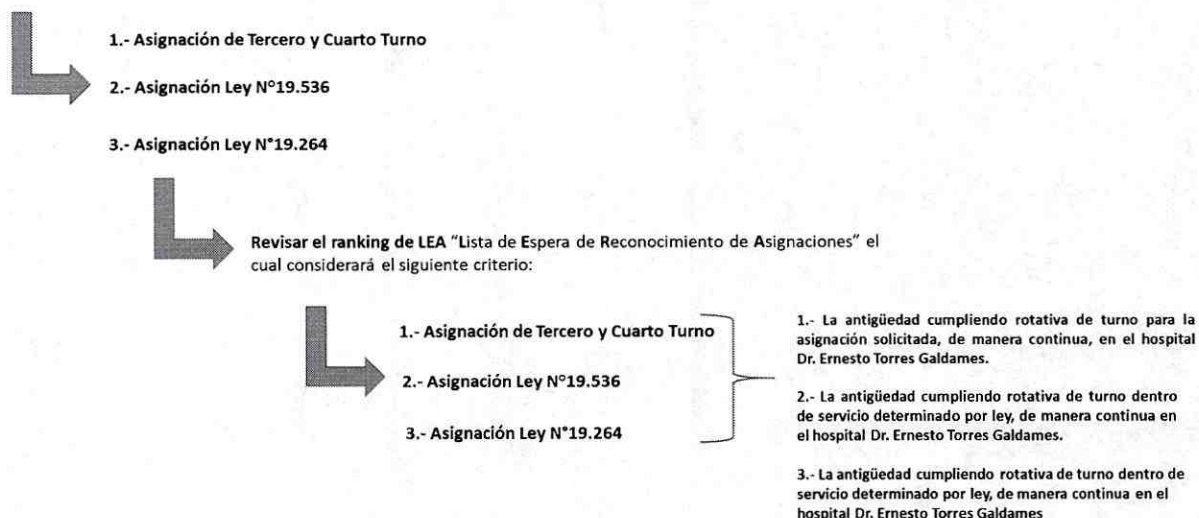 1.- Asignación de Tercero y Cuarto Turno
2.- Asignación Ley N°19.536
3.- Asignación Ley N°19.264
Revisar el ranking de LEA “Lista de Espera de Reconocimiento de Asignaciones” el
cual considerará el siguiente criterio:
1.- Asignación de Tercero y Cuarto Turno
2.- Asignación Ley N°19.536
3.- Asignación Ley N°19.264
1.- La antigüedad cumpliendo rotativa de turno para la
asignación solicitada, de manera continua, en el hospital
Dr. Ernesto Torres Galdames.
2.- La antigüedad cumpliendo rotativa de turno dentro
de servicio determinado por ley, de manera continua en
el hospital Dr. Ernesto Torres Galdames.
3.- La antigüedad cumpliendo rotativa de turno dentro de
servicio determinado por ley, de manera continua en el
hospital Dr. Ernesto Torres Galdames